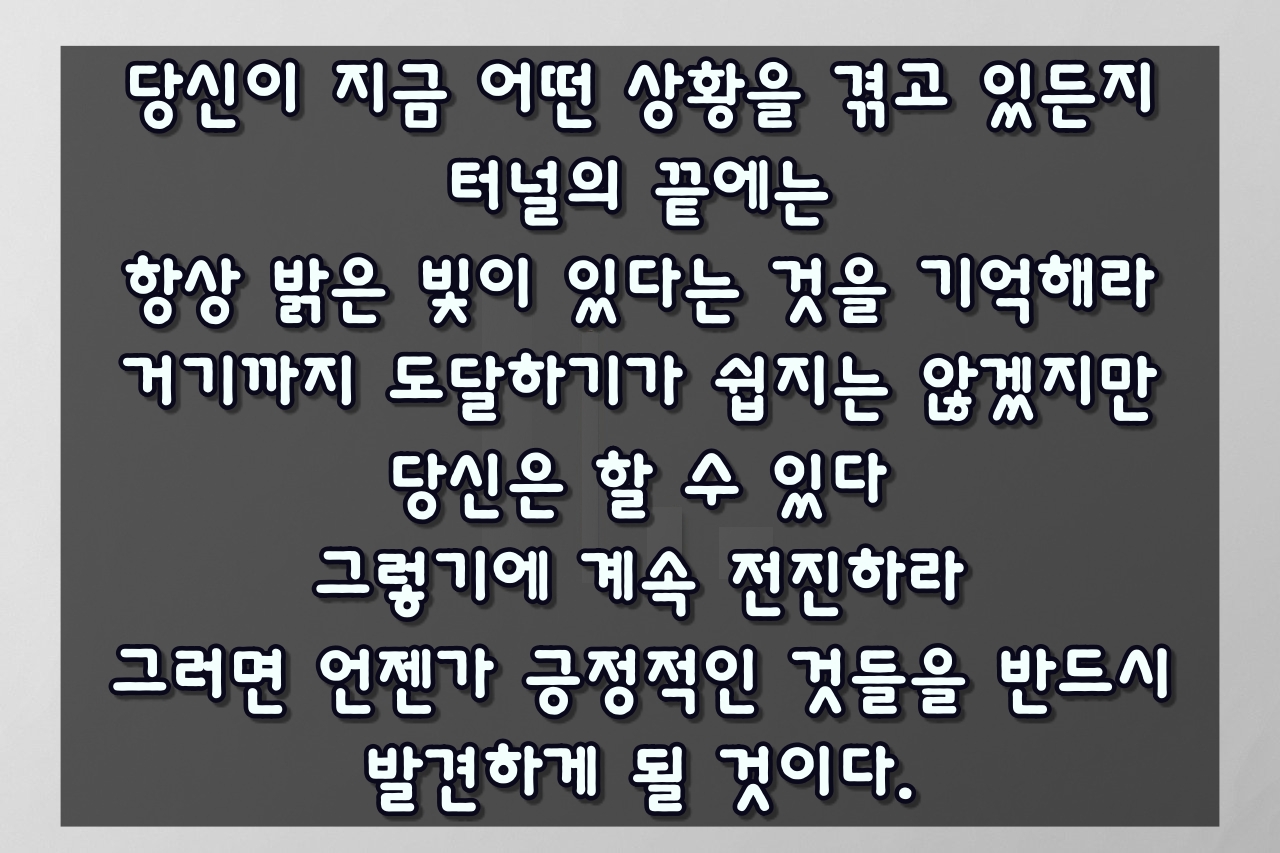 당신이 지금 어떤 상황을 겪고 있든지
터널의 끝에는
항상 밝은 빛이 있다는 것을 기억해라
거기까지 도달하기가 쉽지는 않겠지만
당신은 할 수 있다
그렇기에 계속 전진하라
그러면 언젠가 긍정적인 것들을 반드시
발견하게 될 것이다.